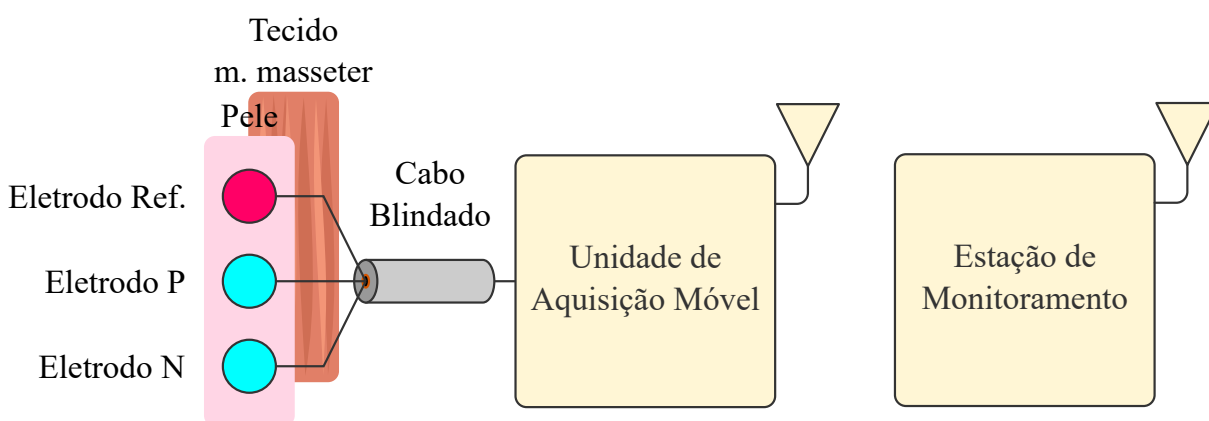 Tecido
m. masseter
Pele
Eletrodo Ref.
Eletrodo P
Eletrodo N
Cabo
Blindado
Unidade de
Aquisição Móvel
Estação de
Monitoramento